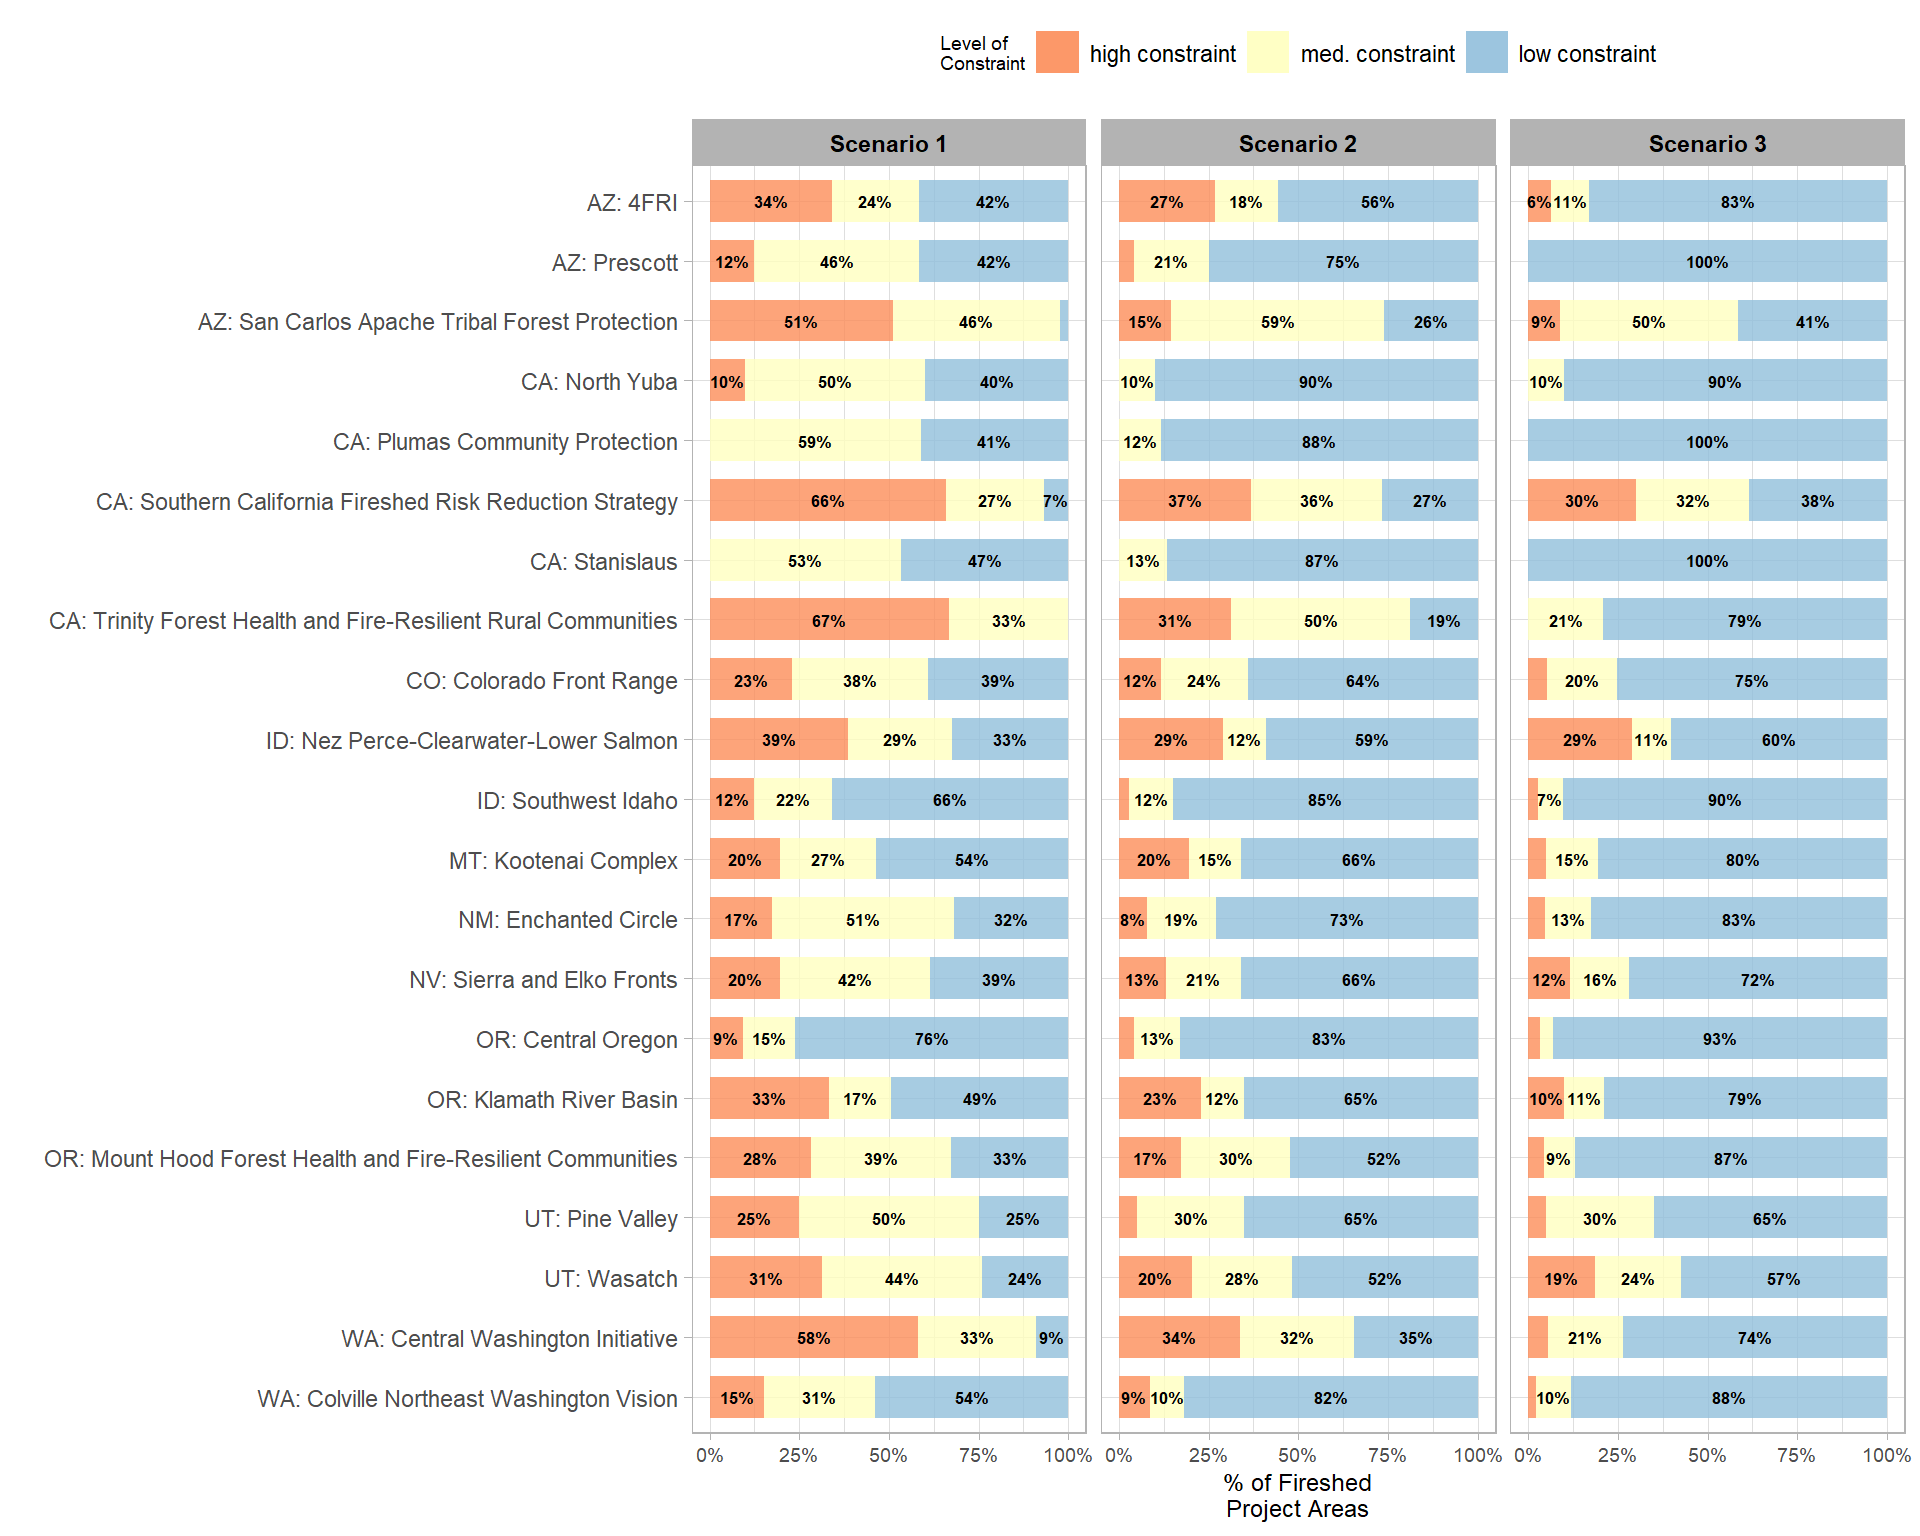 Level of
Constraint
high constraint
med. constraint
low constraint
Scenario 1
Scenario 2
Scenario 3
AZ: 4FRI 34% 24% 42% 27% 18% 56% 6% 11% 83%
AZ: Prescott 12% 46% 42% 21% 75% 100%
AZ: San Carlos Apache Tribal Forest Protection 51% 46% 15% 59% 26% 9% 50% 41%
CA: North Yuba 10% 50% 40% 10% 90% 10% 90%
CA: Plumas Community Protection 59% 41% 12% 88% 100%
CA: Southern California Fireshed Risk Reduction Strategy 66% 27% 7% 37% 36% 27% 30% 32% 38%
CA: Stanislaus 53% 47% 13% 87% 100%
CA: Trinity Forest Health and Fire-Resilient Rural Communities 67% 33% 31% 50% 19% 21% 79%
CO: Colorado Front Range 23% 38% 39% 12% 24% 64% 20% 75%
ID: Nez Perce-Clearwater-Lower Salmon 39% 29% 33% 29% 12% 59% 29% 11% 60%
ID: Southwest Idaho 12% 22% 66% 12% 85% 7% 90%
MT: Kootenai Complex 20% 27% 54% 20% 15% 66% 15% 80%
NM: Enchanted Circle 17% 51% 32% 8% 19% 73% 13% 83%
NV: Sierra and Elko Fronts 20% 42% 39% 13% 21% 66% 12% 16% 72%
OR: Central Oregon 9% 15% 76% 13% 83% 93%
OR: Klamath River Basin 33% 17% 49% 23% 12% 65% 10% 11% 79%
OR: Mount Hood Forest Health and Fire-Resilient Communities 28% 39% 33% 17% 30% 52% 9% 87%
UT: Pine Valley 25% 50% 25% 30% 65% 30% 65%
UT: Wasatch 31% 44% 24% 20% 28% 52% 19% 24% 57%
WA: Central Washington Initiative 58% 33% 9% 34% 32% 35% 21% 74%
WA: Colville Northeast Washington Vision 15% 31% 54% 9% 10% 82% 10% 88%
0% 25% 50% 75% 100% 0% 25% 50% 75% 100% 0% 25% 50% 75% 100%
% of Fireshed
Project Areas